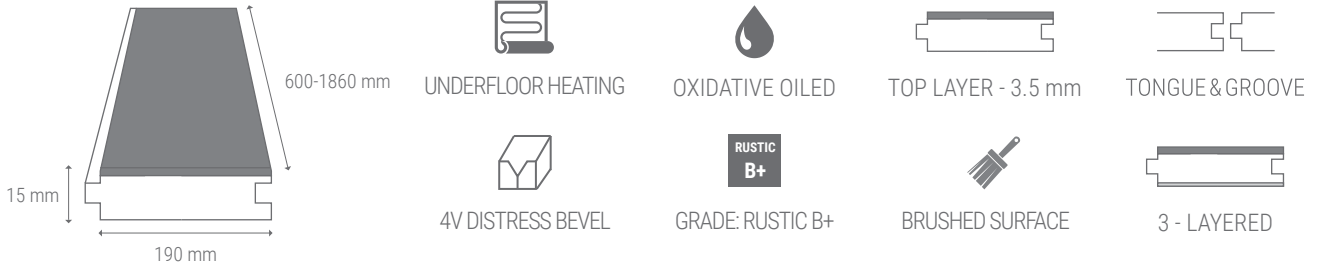 600-1860 mm
15 mm
190 mm
UNDERFLOOR HEATING
OXIDATIVE OILED
TOP LAYER - 3.5 mm
TONGUE & GROOVE
4V DISTRESS BEVEL
RUSTIC
B+
GRADE: RUSTIC B+
BRUSHED SURFACE
3 - LAYERED